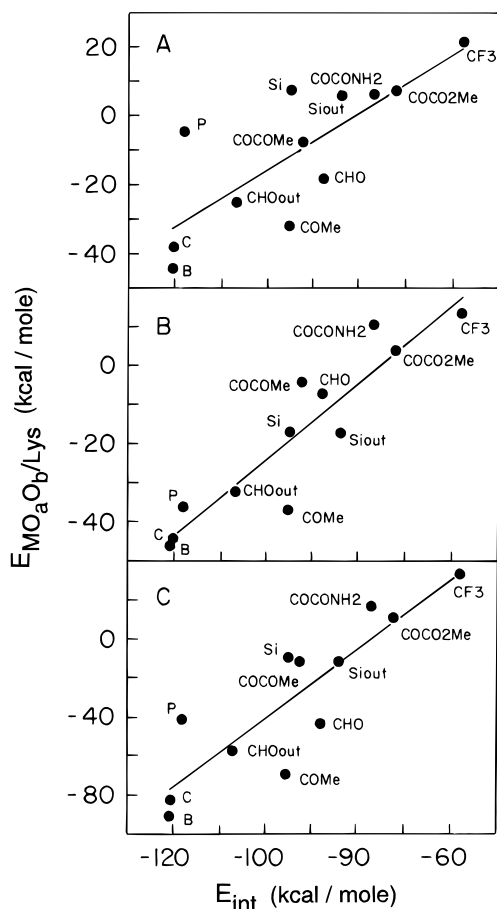 A
20
0
-20
-40
Si
COCONH2
CF3
Siout
COCO2Me
P
COCOMe
CHO
CHOout
COMe
C
B
B
0
-20
-40
COCONH2
CF3
COCO2Me
COCOMe
CHO
Si
Siout
P
CHOout
COMe
C
B
C
0
-40
-80
COCONH2
CF3
COCO2Me
Si
COCOMe
Siout
P
CHO
CHOout
COMe
C
B
-120
-100
-90
-60
E_int (kcal / mole)
E_MO_aO_b/Lys (kcal / mole)